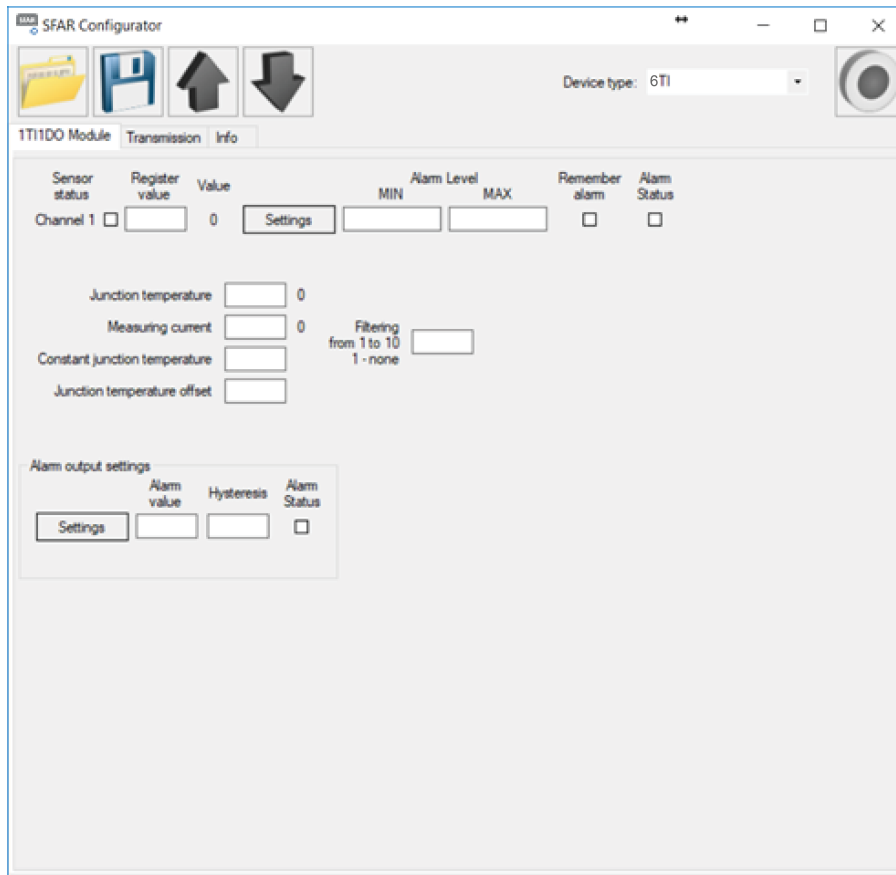 SFAR Configurator
Device type: 6TI
1TI1DO Module Transmission Info
Sensor status
Register value
Value
Alarm Level
MIN MAX
Remember alarm
Alarm Status
Channel 1 0 Settings
Junction temperature 0
Measuring current 0
Filtering
from 1 to 10
1 - none
Constant junction temperature
Junction temperature offset
Alarm output settings
Alarm value
Hysteresis
Alarm Status
Settings